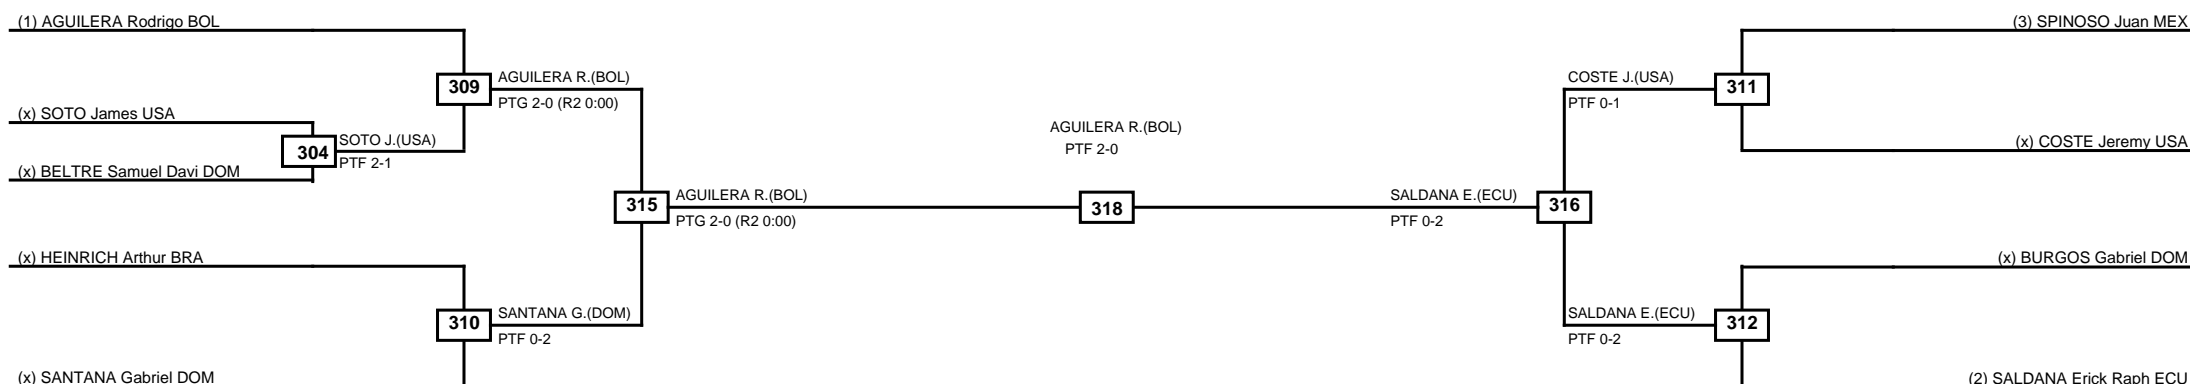 (1) AGUILERA Rodrigo BOL
(3) SPINOSO Juan MEX
309
AGUILERA R.(BOL)
PTG 2-0 (R2 0:00)
COSTE J.(USA)
PTF 0-1
311
(x) SOTO James USA
304
SOTO J.(USA)
PTF 2-1
(x) BELTRE Samuel Davi DOM
AGUILERA R.(BOL)
PTF 2-0
(x) COSTE Jeremy USA
315
AGUILERA R.(BOL)
PTG 2-0 (R2 0:00)
318
SALDANA E.(ECU)
PTF 0-2
316
(x) HEINRICH Arthur BRA
(x) BURGOS Gabriel DOM
310
SANTANA G.(DOM)
PTF 0-2
SALDANA E.(ECU)
PTF 0-2
312
(x) SANTANA Gabriel DOM
(2) SALDANA Erick Raph ECU